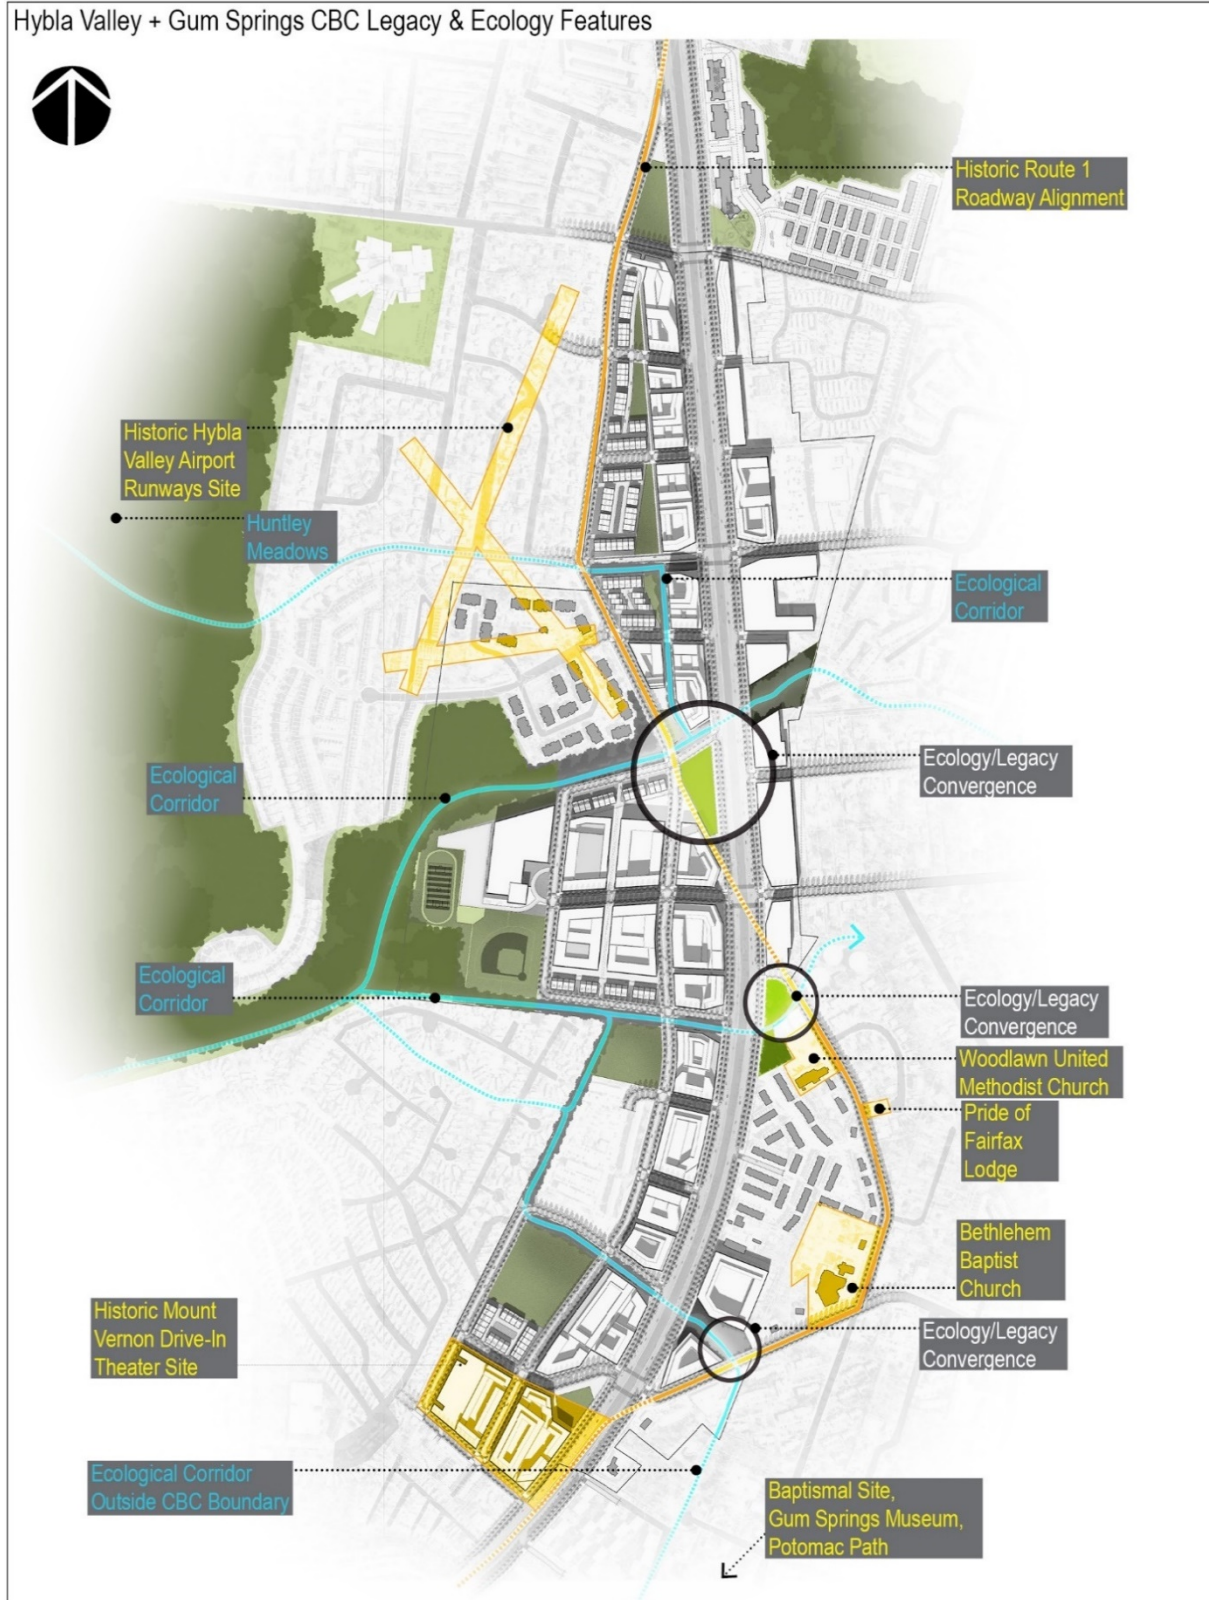 Hybla Valley + Gum Springs CBC Legacy & Ecology Features
Historic Route 1
Roadway Alignment
Historic Hybla
Valley Airport
Runways Site
Huntley
Meadows
Ecological
Corridor
Ecology/Legacy
Convergence
Ecological
Corridor
Ecological
Corridor
Ecology/Legacy
Convergence
Woodlawn United
Methodist Church
Pride of
Fairfax
Lodge
Bethlehem
Baptist
Church
Historic Mount
Vernon Drive-In
Theater Site
Ecology/Legacy
Convergence
Ecological Corridor
Outside CBC Boundary
Baptismal Site,
Gum Springs Museum,
Potomac Path